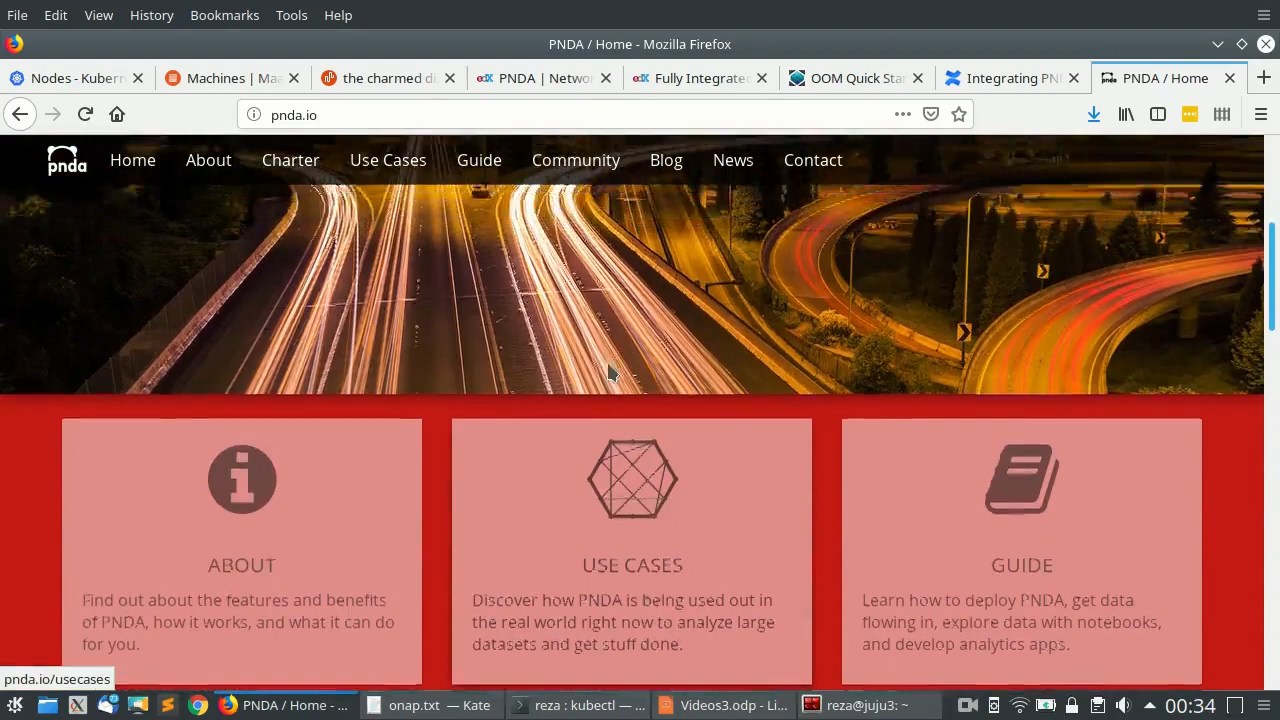 File Edit View History Bookmarks Tools Help
PNDA / Home - Mozilla Firefox
Nodes - Kubern
Machines | Maa
the charmed di
edX PNDA | Netwo
edX Fully Integrate
OOM Quick Sta
Integrating PN
pnda PNDA / Home
pnda.io
pnda Home About Charter Use Cases Guide Community Blog News Contact
ABOUT
Find out about the features and benefits
of PNDA, how it works, and what it can do
for you.
USE CASES
Discover how PNDA is being used out in
the real world right now to analyze large
datasets and get stuff done.
GUIDE
Learn how to deploy PNDA, get data
flowing in, explore data with notebooks,
and develop analytics apps.
pnda.io/usecases
PNDA / Home - ...
onap.txt — Kate
reza : kubectl — ...
Videos3.odp - Li...
reza@juju3: ~
00:34